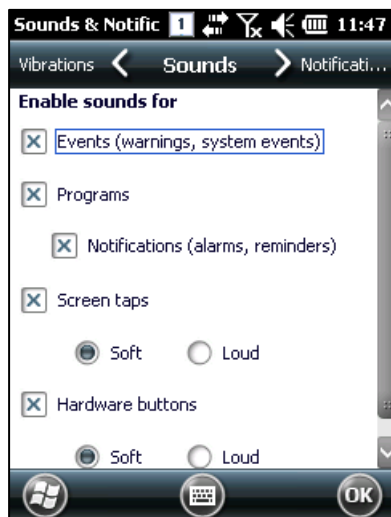 Sounds & Notific 1 11:47
Vibrations Sounds Notificati...
Enable sounds for
Events (warnings, system events)
Programs
Notifications (alarms, reminders)
Screen taps
Soft Loud
Hardware buttons
Soft Loud
OK